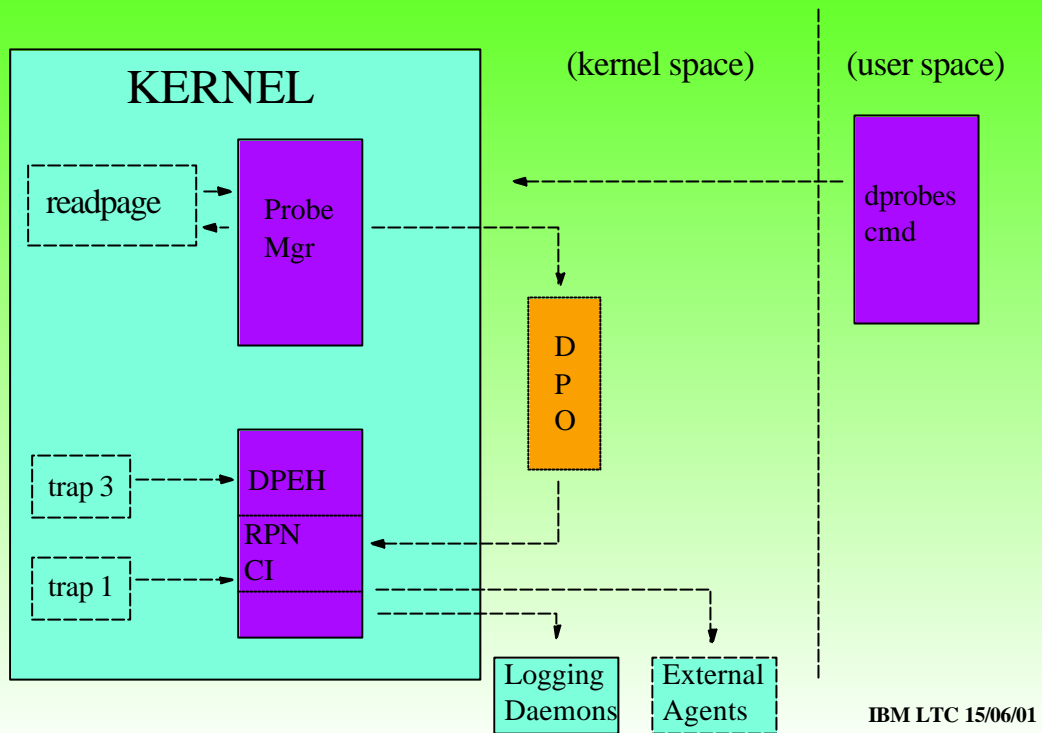 KERNEL
(kernel space)
(user space)
readpage
Probe
Mgr
dprobes
cmd
D
P
O
trap 3
DPEH
RPN
CI
trap 1
Logging
Daemons
External
Agents
IBM LTC 15/06/01